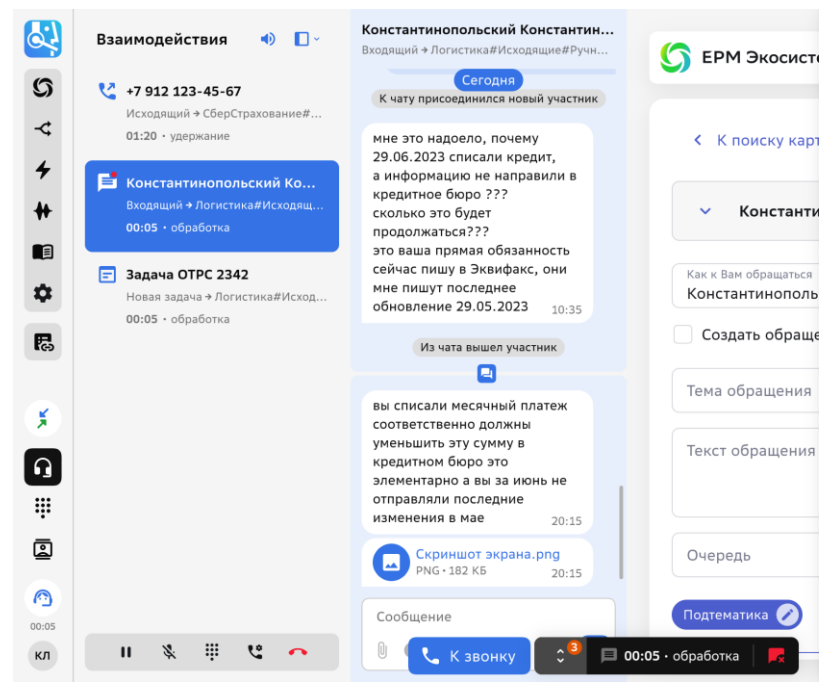 Взаимодействия
+7 912 123-45-67
Исходящий → СберСтрахование#...
01:20 · удержание
Константинопольский Ко...
Входящий → Логистика#Исходящ...
00:05 · обработка
Задача ОТРС 2342
Новая задача → Логистика#Исход...
00:05 · обработка
00:05
КЛ
Константинопольский Константин...
Входящий → Логистика#Исходящие#Ручн...
Сегодня
К чату присоединился новый участник
мне это надоело, почему
29.06.2023 списали кредит,
а информацию не направили в
кредитное бюро ???
сколько это будет
продолжаться???
это ваша прямая обязанность
сейчас пишу в Эквифакс, они
мне пишут последнее
обновление 29.05.2023
10:35
Из чата вышел участник
вы списали месячный платеж
соответственно должны
уменьшить эту сумму в
кредитном бюро это
элементарно а вы за июнь не
отправляли последние
изменения в мае
20:15
Скриншот экрана.png
PNG · 182 КБ
20:15
Сообщение
К звонку
3
00:05 · обработка
ЕРМ Экосист
К поиску карт
Константи
Как к Вам обращаться
Константинополь
Создать обраще
Тема обращения
Текст обращения
Очередь
Подтематика